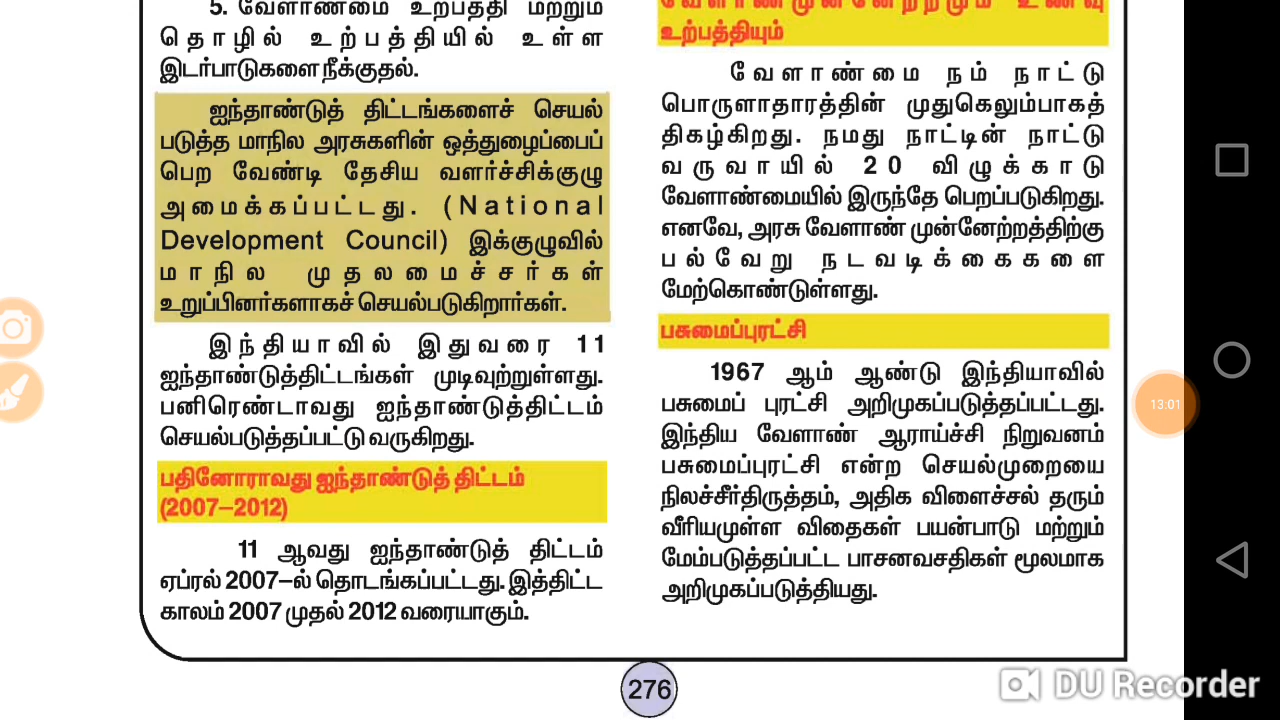 5. வேளாண்மை உற்பத்தி மற்றும்
தொழில் உற்பத்தியில் உள்ள
இடர்பாடுகளை நீக்குதல்.
ஐந்தாண்டுத் திட்டங்களைச் செயல்
படுத்த மாநில அரசுகளின் ஒத்துழைப்பைப்
பெற வேண்டி தேசிய வளர்ச்சிக்குழு
அமைக்கப்பட்டது. (National
Development Council) இக்குழுவில்
மாநில முதலமைச்சர்கள்
உறுப்பினர்களாகச் செயல்படுகிறார்கள்.
இந்தியாவில் இதுவரை 11
ஐந்தாண்டுத்திட்டங்கள் முடிவுற்றுள்ளது.
பனிரெண்டாவது ஐந்தாண்டுத்திட்டம்
செயல்படுத்தப்பட்டு வருகிறது.
பதினோராவது ஐந்தாண்டுத் திட்டம்
(2007–2012)
11 ஆவது ஐந்தாண்டுத் திட்டம்
ஏப்ரல் 2007–ல் தொடங்கப்பட்டது. இத்திட்ட
காலம் 2007 முதல் 2012 வரையாகும்.
வேளாண்முன்னேற்றமும் உணவு
உற்பத்தியும்
வேளாண்மை நம் நாட்டு
பொருளாதாரத்தின் முதுகெலும்பாகத்
திகழ்கிறது. நமது நாட்டின் நாட்டு
வருவாயில் 20 விழுக்காடு
வேளாண்மையில் இருந்தே பெறப்படுகிறது.
எனவே, அரசு வேளாண் முன்னேற்றத்திற்கு
பல்வேறு நடவடிக்கைகளை
மேற்கொண்டுள்ளது.
பசுமைப்புரட்சி
1967 ஆம் ஆண்டு இந்தியாவில்
பசுமைப் புரட்சி அறிமுகப்படுத்தப்பட்டது.
இந்திய வேளாண் ஆராய்ச்சி நிறுவனம்
பசுமைப்புரட்சி என்ற செயல்முறையை
நிலச்சீர்திருத்தம், அதிக விளைச்சல் தரும்
வீரியமுள்ள விதைகள் பயன்பாடு மற்றும்
மேம்படுத்தப்பட்ட பாசனவசதிகள் மூலமாக
அறிமுகப்படுத்தியது.
276
13:01
DU Recorder